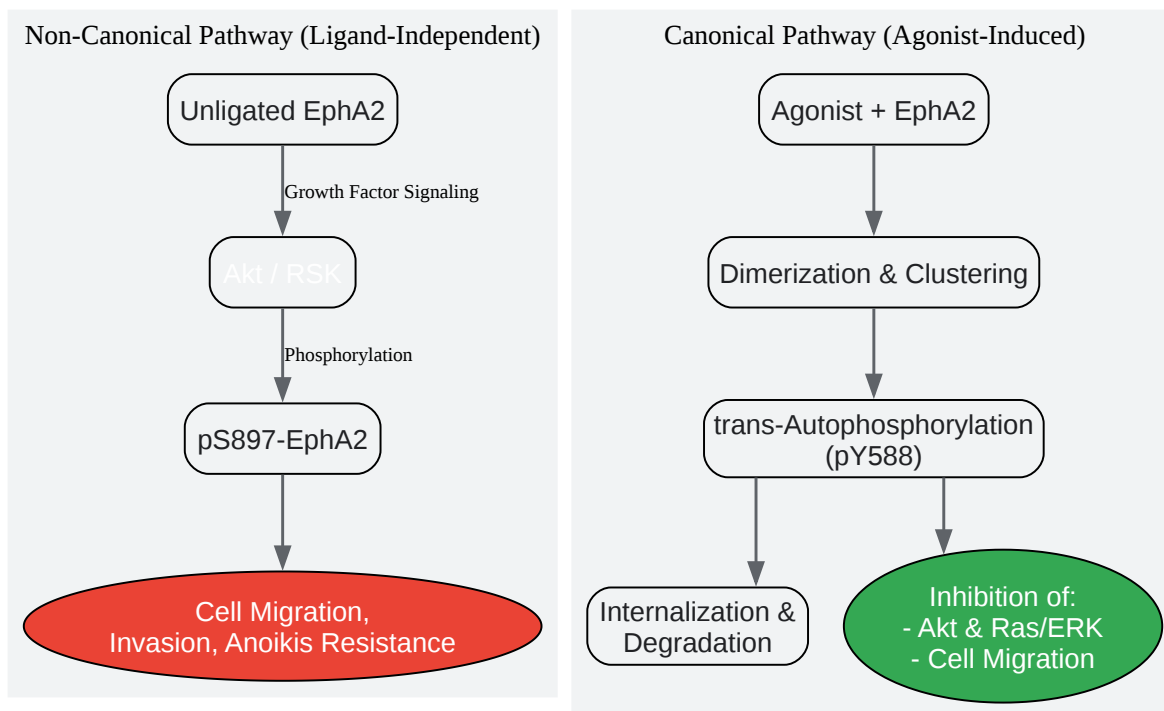 Non-Canonical Pathway (Ligand-Independent)
Unligated EphA2
Growth Factor Signaling
Akt / RSK
Phosphorylation
pS897-EphA2
Cell Migration,
Invasion, Anoikis Resistance
Canonical Pathway (Agonist-Induced)
Agonist + EphA2
Dimerization & Clustering
trans-Autophosphorylation
(pY588)
Internalization &
Degradation
Inhibition of:
- Akt & Ras/ERK
- Cell Migration